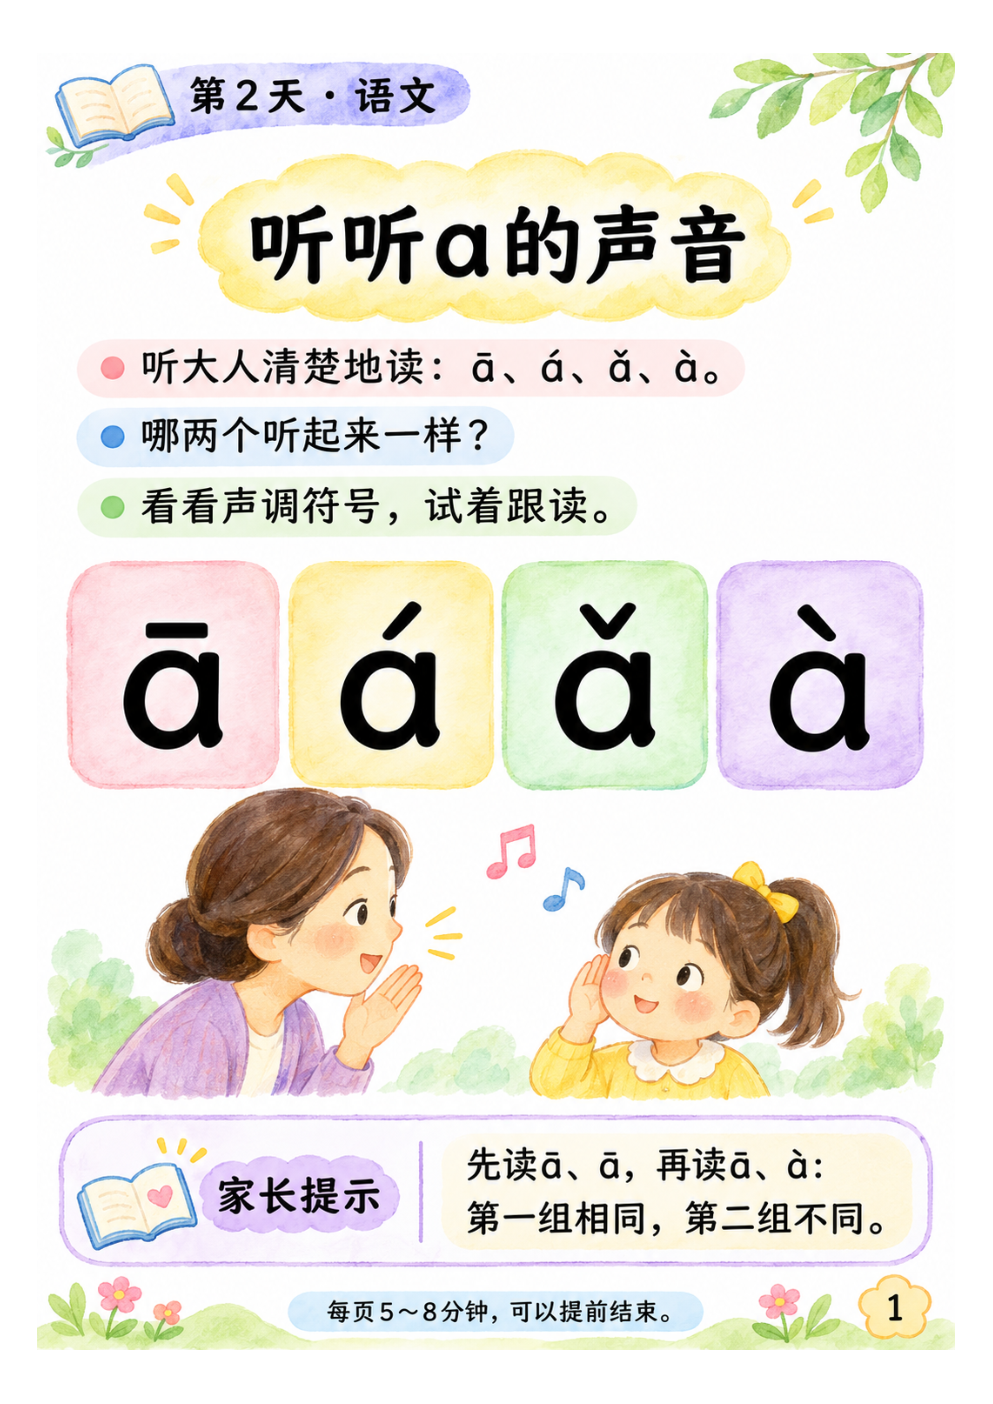 第2天·语文
听听ɑ的声音
听大人清楚地读：ā、á、ǎ、à。
哪两个听起来一样？
看看声调符号，试着跟读。
ā á ǎ à
家长提示
先读ā、ā，再读ā、à：
第一组相同，第二组不同。
每页5～8分钟，可以提前结束。
1